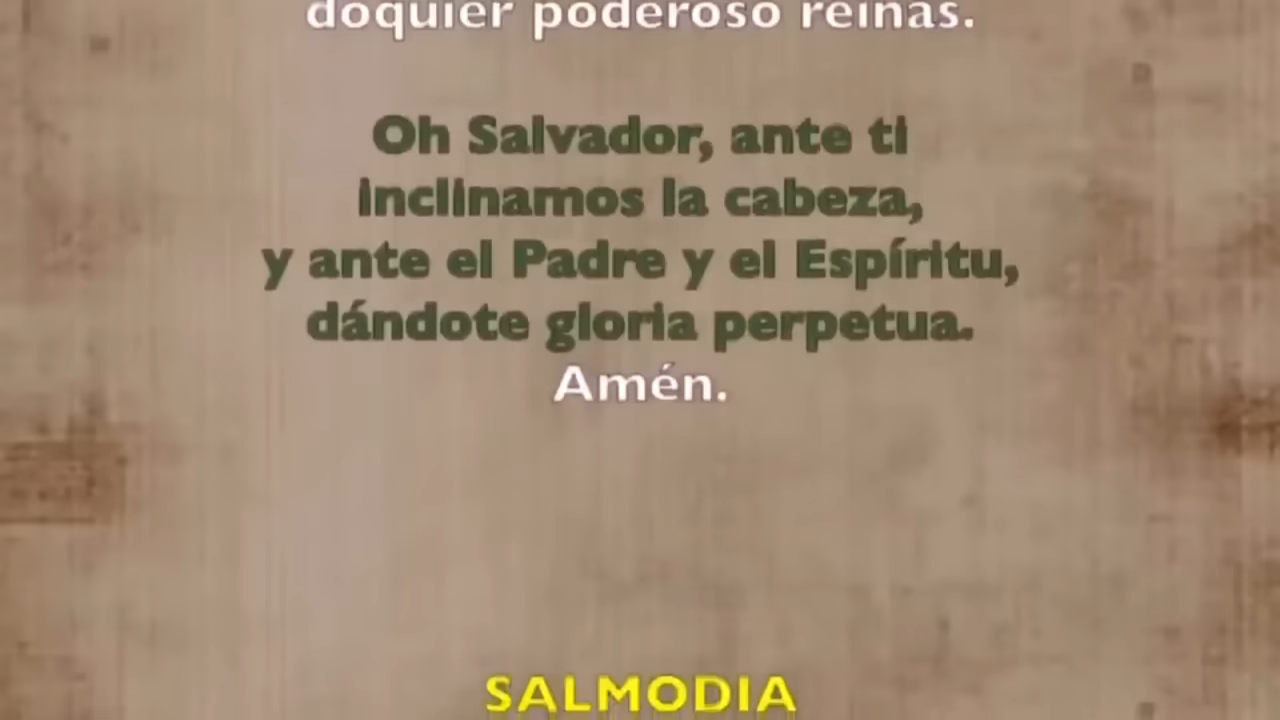 doquier poderoso reinas.
Oh Salvador, ante ti
inclinamos la cabeza,
y ante el Padre y el Espíritu,
dándote gloria perpetua.
Amén.
SALMODIA